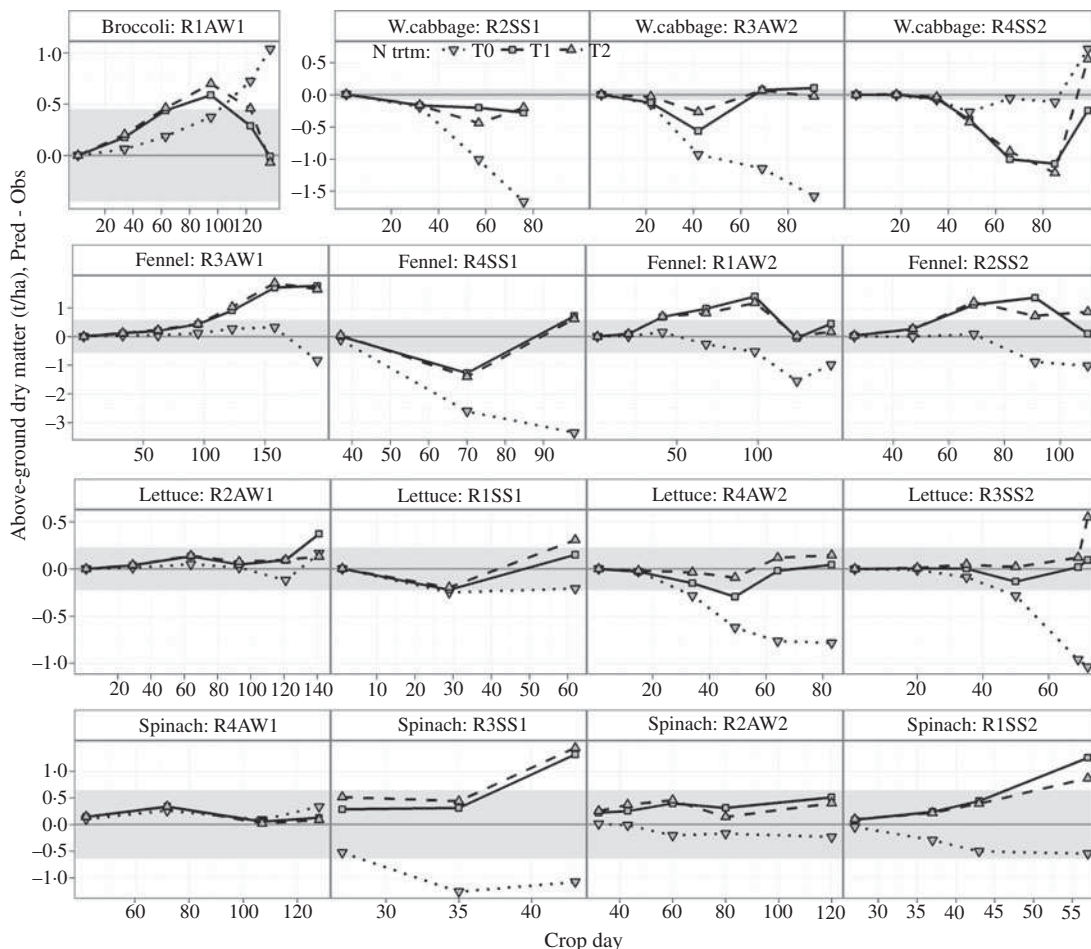 Broccoli: R1AW1
W.cabbage: R2SS1
W.cabbage: R3AW2
W.cabbage: R4SS2
N trtm: T0 T1 T2
1·0
0·5
0·0
0·5
0·0
–0·5
–1·0
–1·5
20 40 60 80 100 120
20 40 60 80
20 40 60 80
20 40 60 80
Fennel: R3AW1
Fennel: R4SS1
Fennel: R1AW2
Fennel: R2SS2
1
0
–1
–2
–3
50 100 150
40 50 60 70 80 90
50 100
40 60 80 100
Lettuce: R2AW1
Lettuce: R1SS1
Lettuce: R4AW2
Lettuce: R3SS2
0·5
0·0
–0·5
–1·0
20 40 60 80 100 120 140
10 20 30 40 50 60
20 40 60 80
20 40 60
Spinach: R4AW1
Spinach: R3SS1
Spinach: R2AW2
Spinach: R1SS2
1·0
0·5
0·0
–0·5
–1·0
60 80 100 120
30 35 40
40 60 80 100 120
30 35 40 45 50 55
Above-ground dry matter (t/ha), Pred - Obs
Crop day